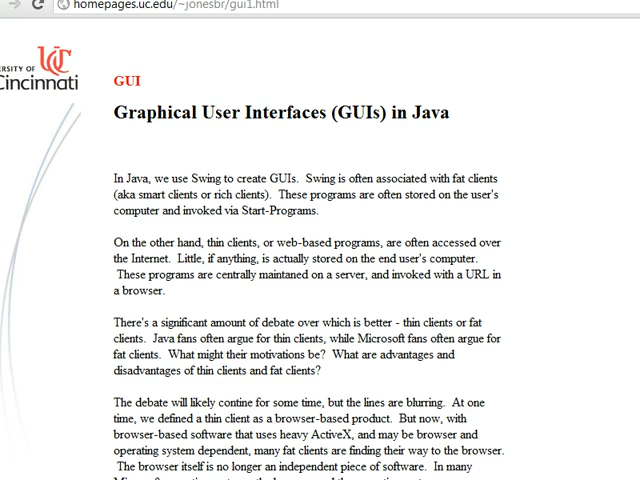 homepages.uc.edu/~jonesbr/gui1.html
UC
ERSITY OF
Cincinnati
GUI
Graphical User Interfaces (GUIs) in Java
In Java, we use Swing to create GUIs. Swing is often associated with fat clients
(aka smart clients or rich clients). These programs are often stored on the user's
computer and invoked via Start-Programs.
On the other hand, thin clients, or web-based programs, are often accessed over
the Internet. Little, if anything, is actually stored on the end user's computer.
These programs are centrally maintaned on a server, and invoked with a URL in
a browser.
There's a significant amount of debate over which is better - thin clients or fat
clients. Java fans often argue for thin clients, while Microsoft fans often argue for
fat clients. What might their motivations be? What are advantages and
disadvantages of thin clients and fat clients?
The debate will likely contine for some time, but the lines are blurring. At one
time, we defined a thin client as a browser-based product. But now, with
browser-based software that uses heavy ActiveX, and may be browser and
operating system dependent, many fat clients are finding their way to the browser.
The browser itself is no longer an independent piece of software. In many